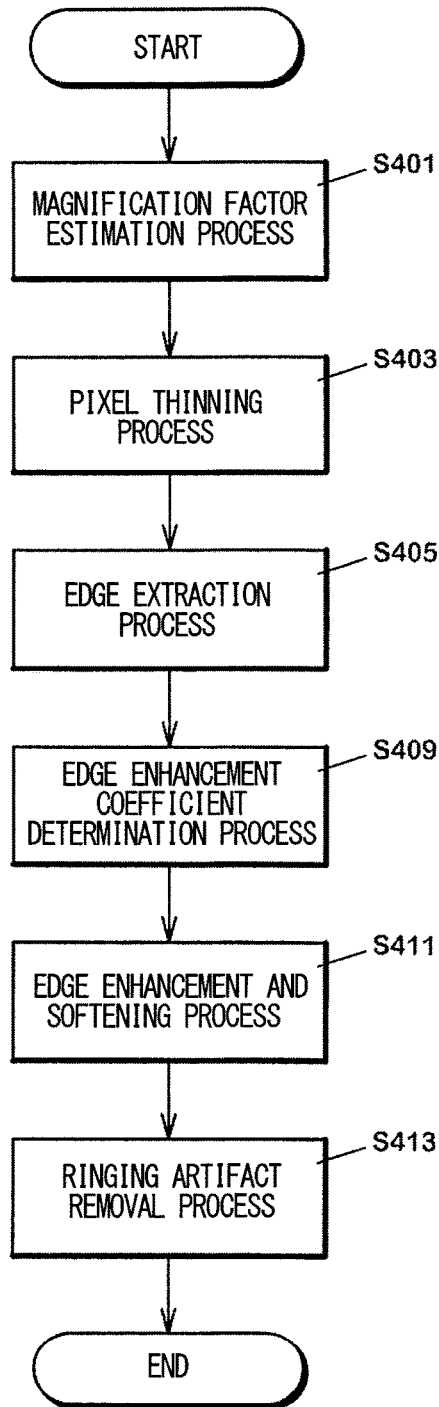 START
S401
MAGNIFICATION FACTOR
ESTIMATION PROCESS
S403
PIXEL THINNING
PROCESS
S405
EDGE EXTRACTION
PROCESS
S409
EDGE ENHANCEMENT
COEFFICIENT
DETERMINATION PROCESS
S411
EDGE ENHANCEMENT AND
SOFTENING PROCESS
S413
RINGING ARTIFACT
REMOVAL PROCESS
END